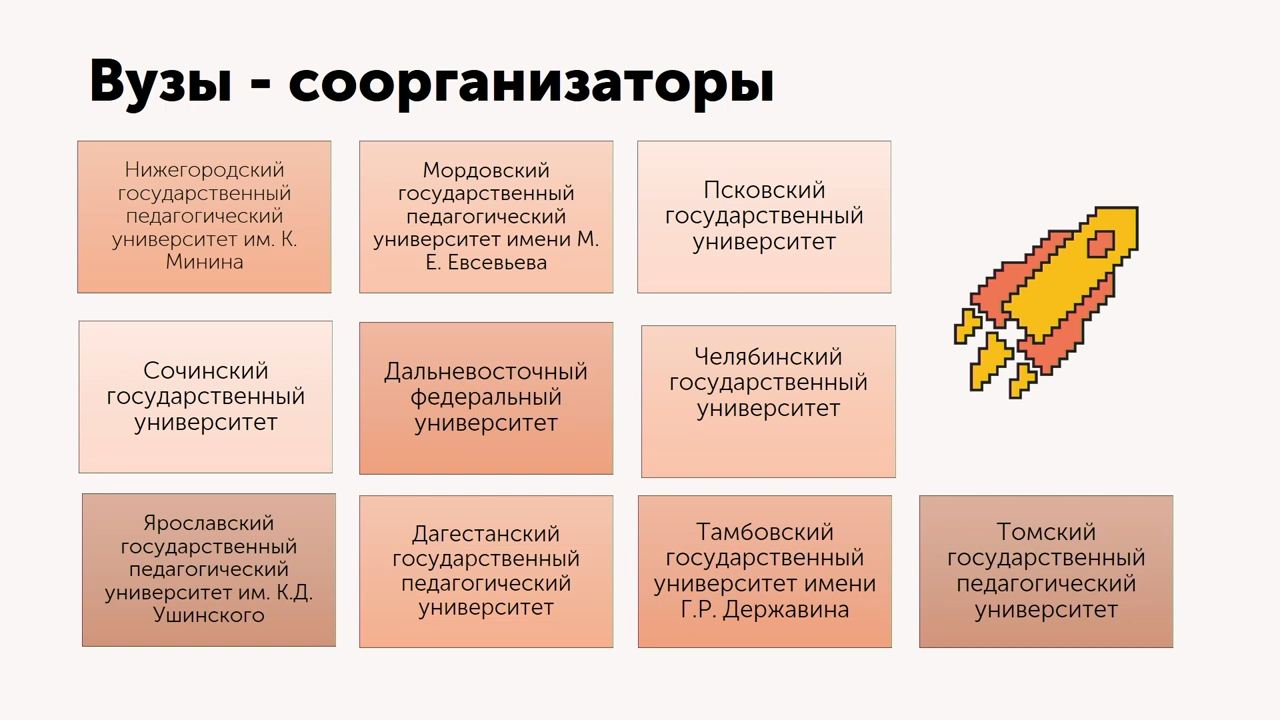 Вузы - соорганизаторы
Нижегородский
государственный
педагогический
университет им. К.
Минина
Мордовский
государственный
педагогический
университет имени М.
Е. Евсевьева
Псковский
государственный
университет
Сочинский
государственный
университет
Дальневосточный
федеральный
университет
Челябинский
государственный
университет
Ярославский
государственный
педагогический
университет им. К.Д.
Ушинского
Дагестанский
государственный
педагогический
университет
Тамбовский
государственный
университет имени
Г.Р. Державина
Томский
государственный
педагогический
университет